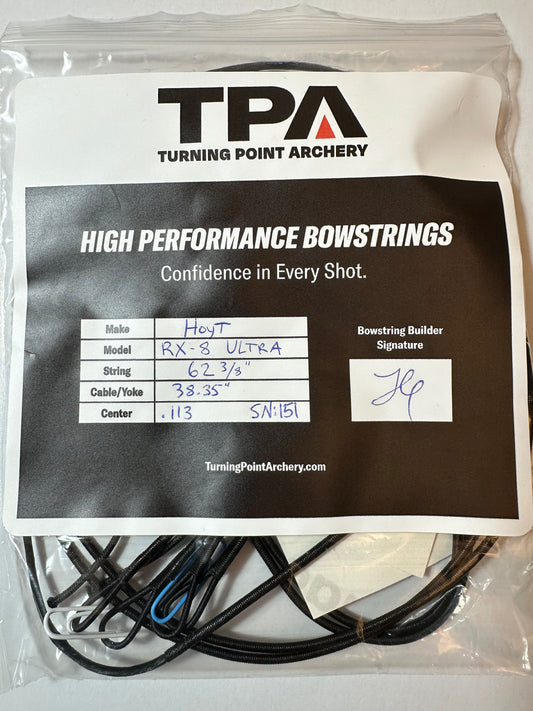 TPA
TURNING POINT ARCHERY
HIGH PERFORMANCE BOWSTRINGS
Confidence in Every Shot.
Make HOYT
Model RX-8 ULTRA
String 62 3/8"
Cable/Yoke 38.35"
Center .113 SN:151
Bowstring Builder
Signature
TurningPointArchery.com